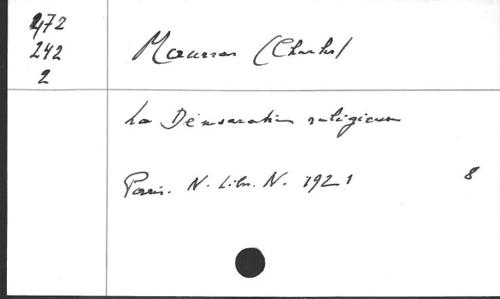 472
242
2
Maurras (Charles)
La Démocratie religieuse
Paris. N. Libr. N. 1921 8